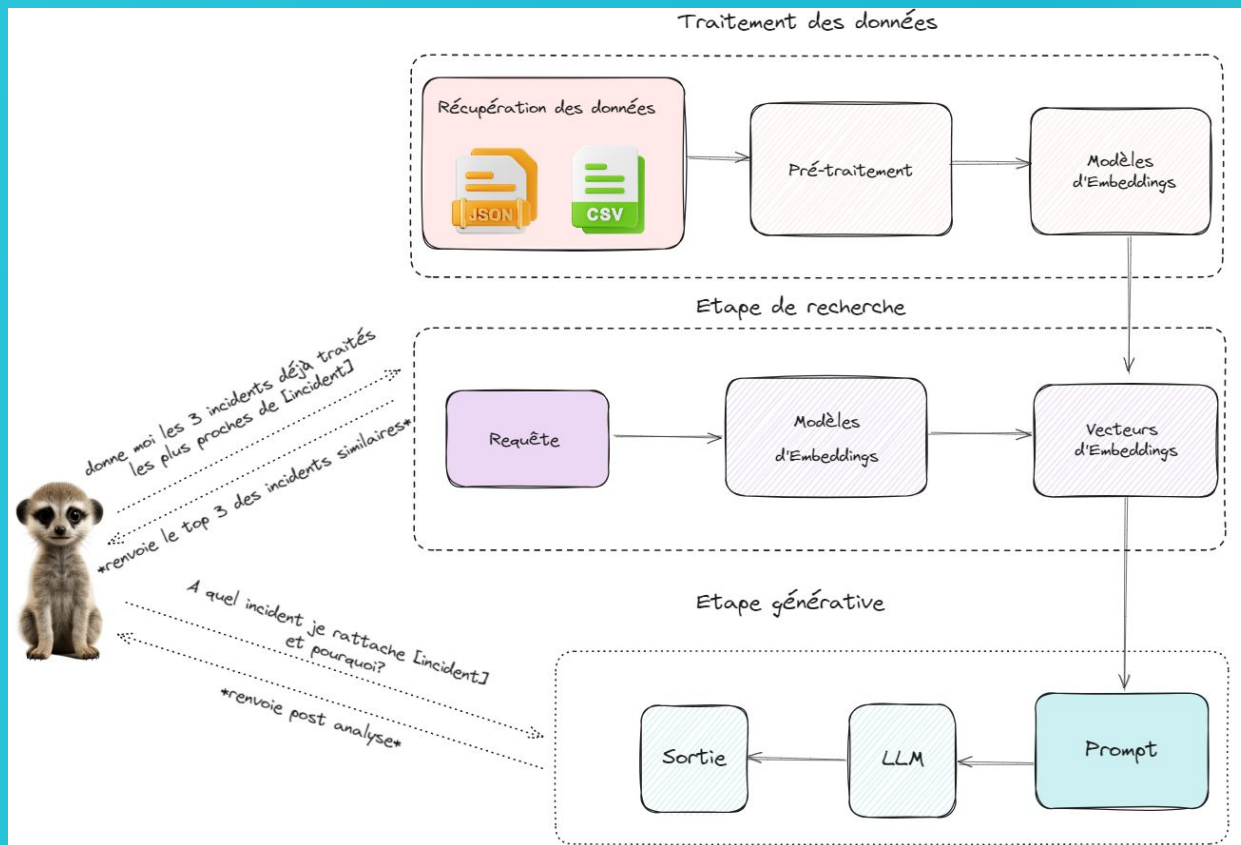 Traitement des données
Récupération des données
JSON
CSV
Pré-traitement
Modèles
d'Embeddings
Etape de recherche
donne moi les 3 incidents déjà traités
les plus proches de [incident]
*renvoie le top 3 des incidents similaires*
Requête
Modèles
d'Embeddings
Vecteurs
d'Embeddings
Etape générative
A quel incident je rattache [incident]
et pourquoi?
*renvoie post analyse*
Sortie
LLM
Prompt